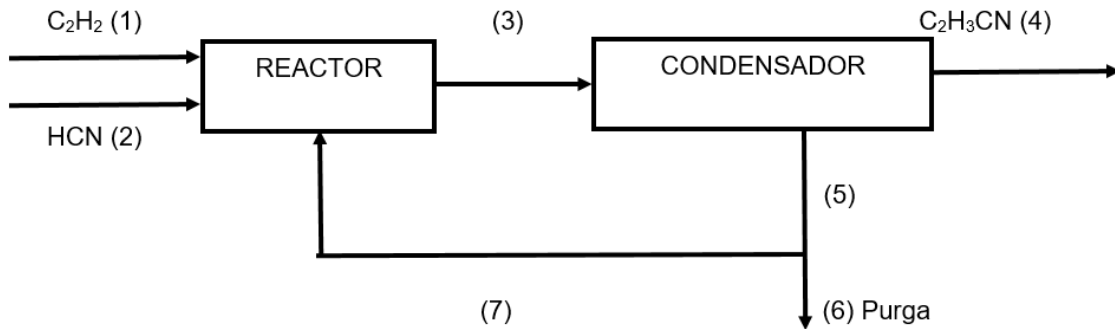 C₂H₂ (1)
(3)
C₂H₃CN (4)
REACTOR
CONDENSADOR
HCN (2)
(5)
(7)
(6) Purga